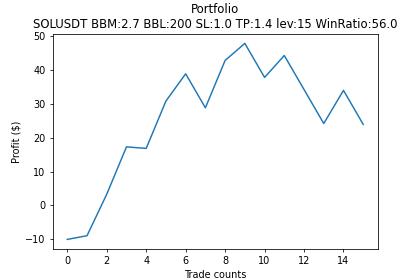 Portfolio
SOLUSDT BBM:2.7 BBL:200 SL:1.0 TP:1.4 lev:15 WinRatio:56.0
50
40
30
20
10
0
−10
Profit ($)
0 2 4 6 8 10 12 14
Trade counts